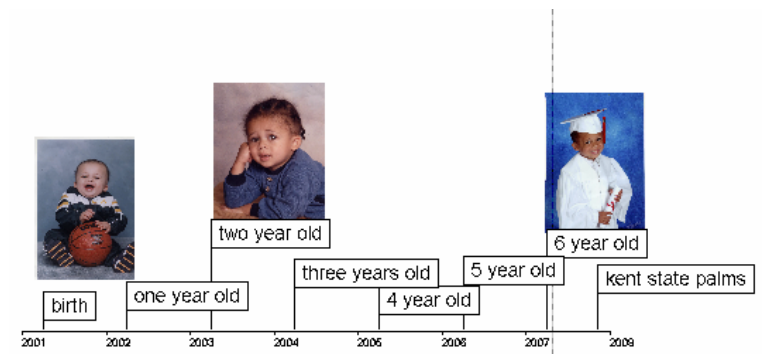 two year old
6 year old
three years old
5 year old
kent state palms
birth
one year old
4 year old
2001 2002 2003 2004 2005 2006 2007 2008